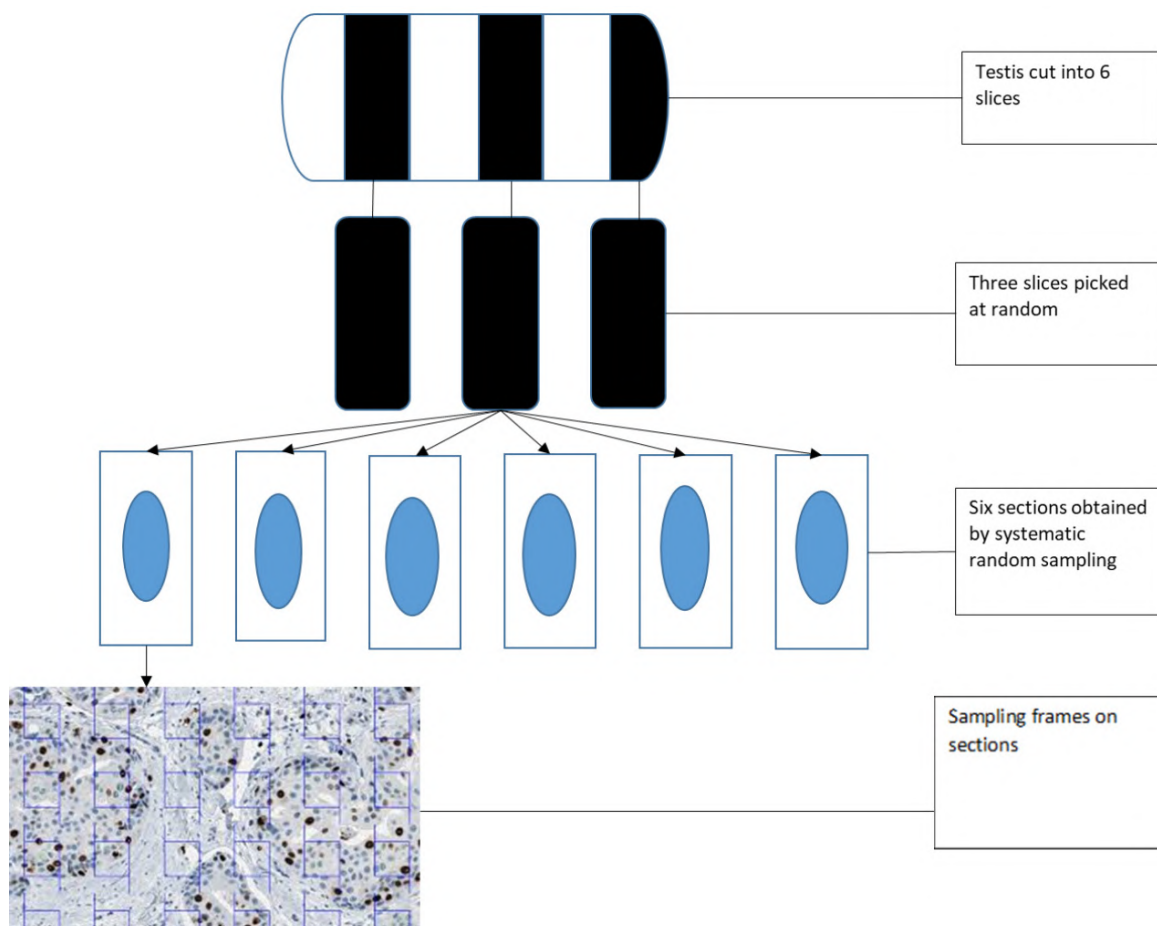 Testis cut into 6
slices
Three slices picked
at random
Six sections obtained
by systematic
random sampling
Sampling frames on
sections